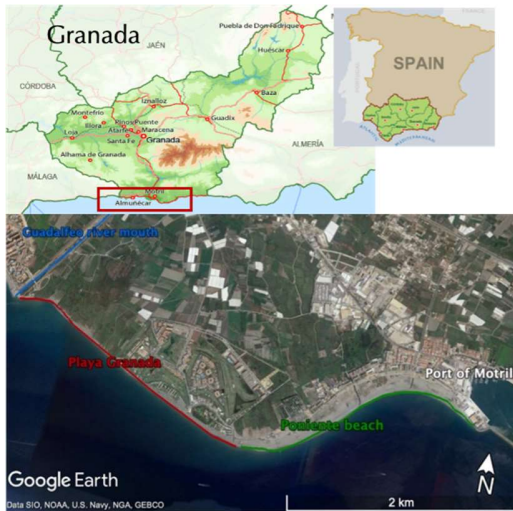 Granada
JAÉN
CÓRDOBA
Puebla de Don Fadrique
Huéscar
Baza
Iznalloz
Montefrío
Illora
Pinos Puente
Atarfe
Maracena
Guadix
Loja
Granada
Santa Fe
Alhama de Granada
ALMERÍA
MÁLAGA
Motril
Almuñécar
SPAIN
Guadalfeo river mouth
Playa Granada
Port of Motril
Poniente beach
Google Earth
Data SIO, NOAA, U.S. Navy, NGA, GEBCO
N
2 km